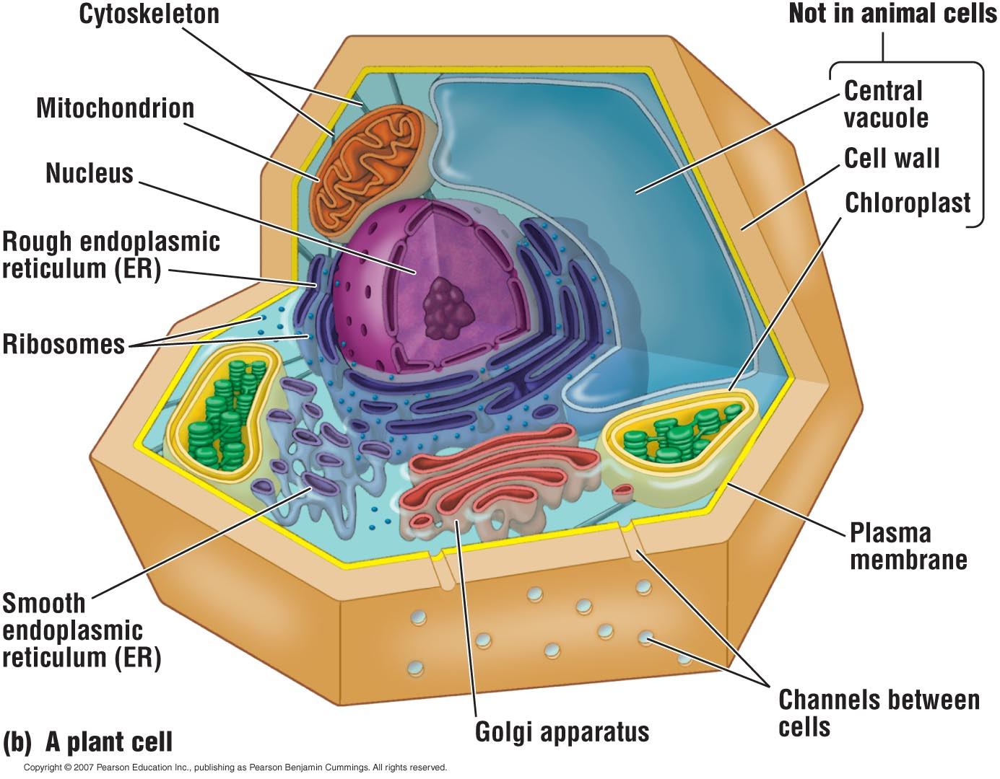 Cytoskeleton
Mitochondrion
Nucleus
Rough endoplasmic
reticulum (ER)
Ribosomes
Smooth
endoplasmic
reticulum (ER)
Not in animal cells
Central
vacuole
Cell wall
Chloroplast
Plasma
membrane
Channels between
cells
Golgi apparatus
(b) A plant cell
Copyright © 2007 Pearson Education Inc., publishing as Pearson Benjamin Cummings. All rights reserved.